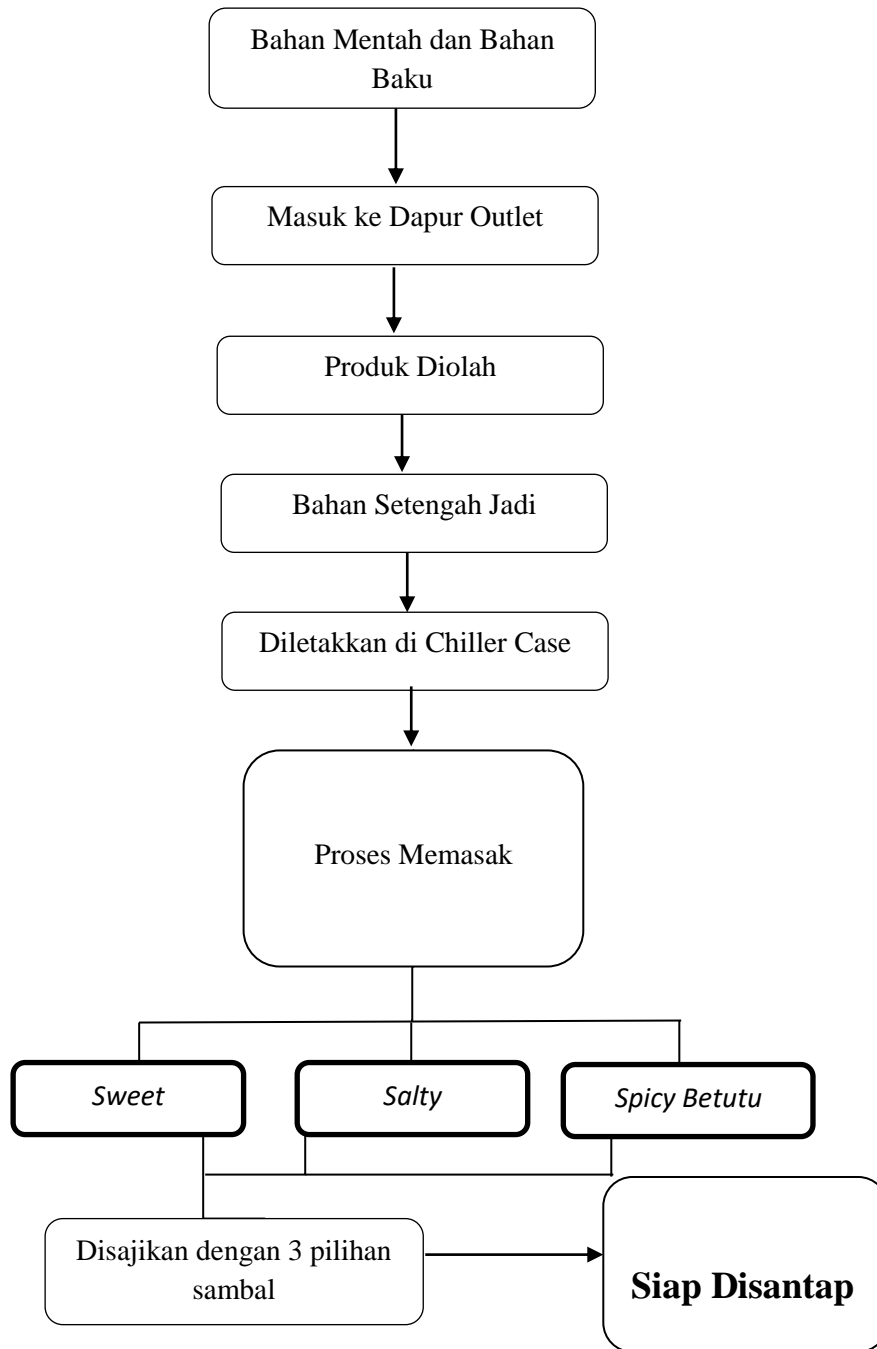 Bahan Mentah dan Bahan
Baku
Masuk ke Dapur Outlet
Produk Diolah
Bahan Setengah Jadi
Diletakkan di Chiller Case
Proses Memasak
Sweet
Salty
Spicy Betutu
Disajikan dengan 3 pilihan
sambal
Siap Disantap